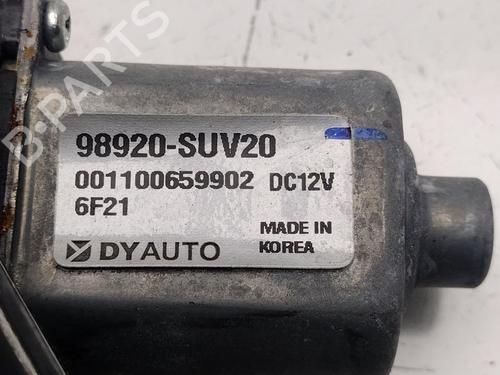 98920-SUV20
001100659902 DC12V
6F21
MADE IN
KOREA
DYAUTO
B-PARTS